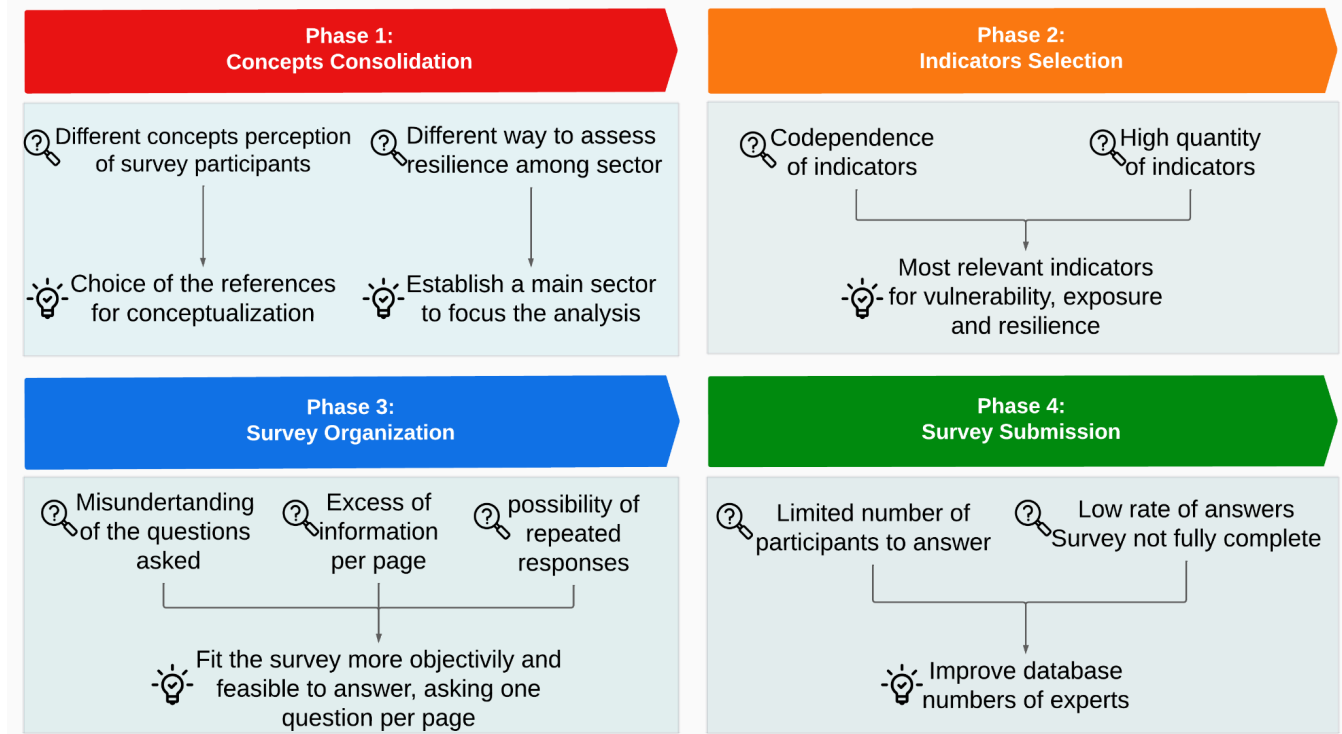 Phase 1:
Concepts Consolidation
Different concepts perception
of survey participants
Different way to assess
resilience among sector
Choice of the references
for conceptualization
Establish a main sector
to focus the analysis
Phase 2:
Indicators Selection
Codependence
of indicators
High quantity
of indicators
Most relevant indicators
for vulnerability, exposure
and resilience
Phase 3:
Survey Organization
Misundertanding
of the questions
asked
Excess of
information
per page
possibility of
repeated
responses
Fit the survey more objectivily and
feasible to answer, asking one
question per page
Phase 4:
Survey Submission
Limited number of
participants to answer
Low rate of answers
Survey not fully complete
Improve database
numbers of experts